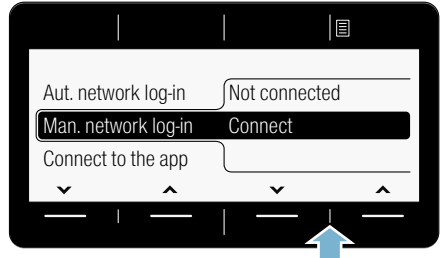 Aut. network log-in Not connected
Man. network log-in Connect
Connect to the app